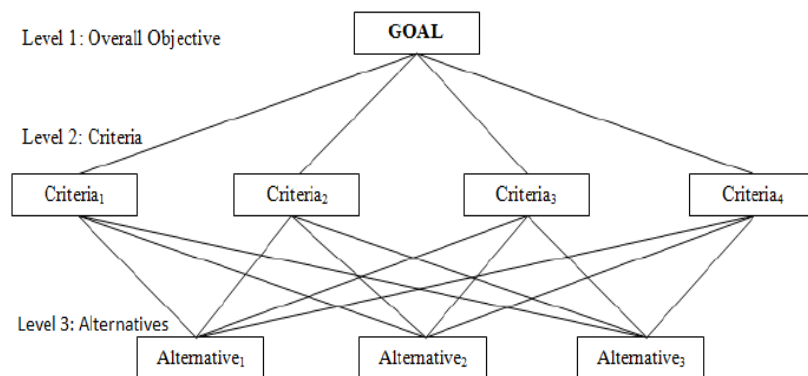 GOAL
Level 1: Overall Objective
Level 2: Criteria
Criteria₁
Criteria₂
Criteria₃
Criteria₄
Level 3: Alternatives
Alternative₁
Alternative₂
Alternative₃